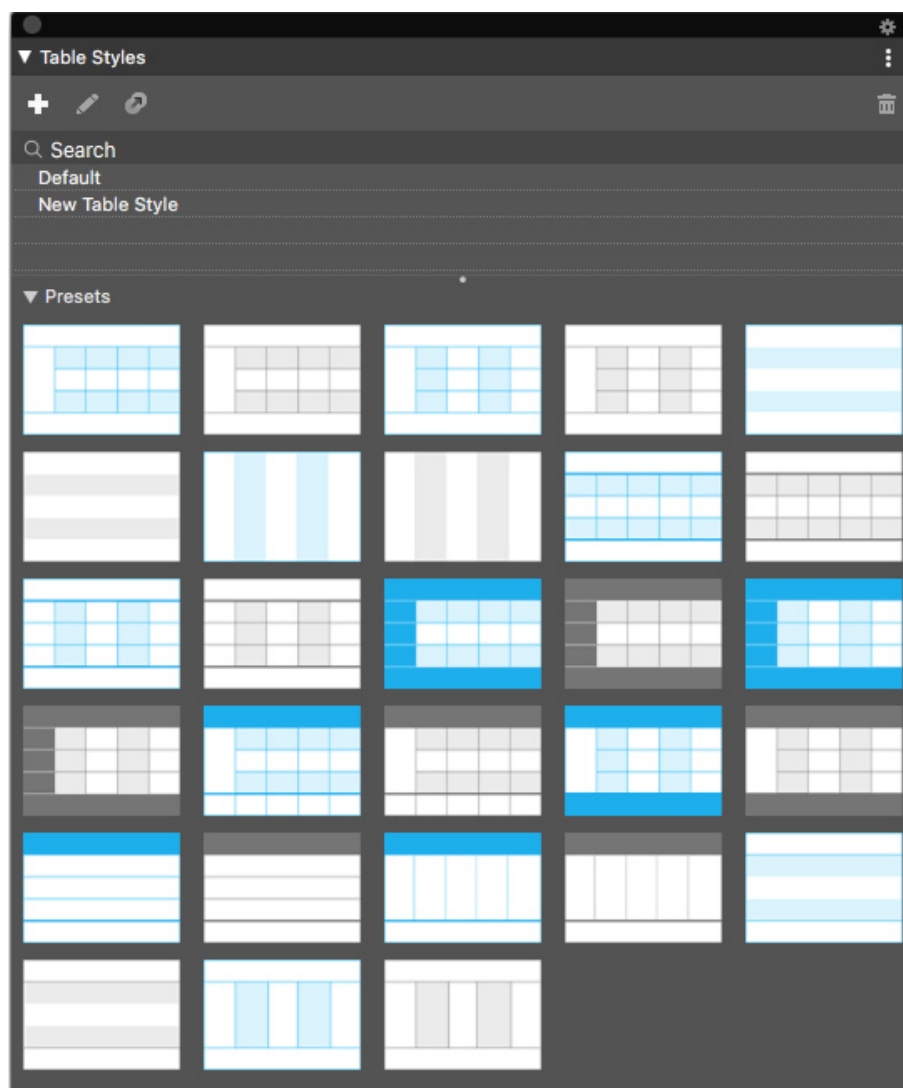 Table Styles
Search
Default
New Table Style
Presets